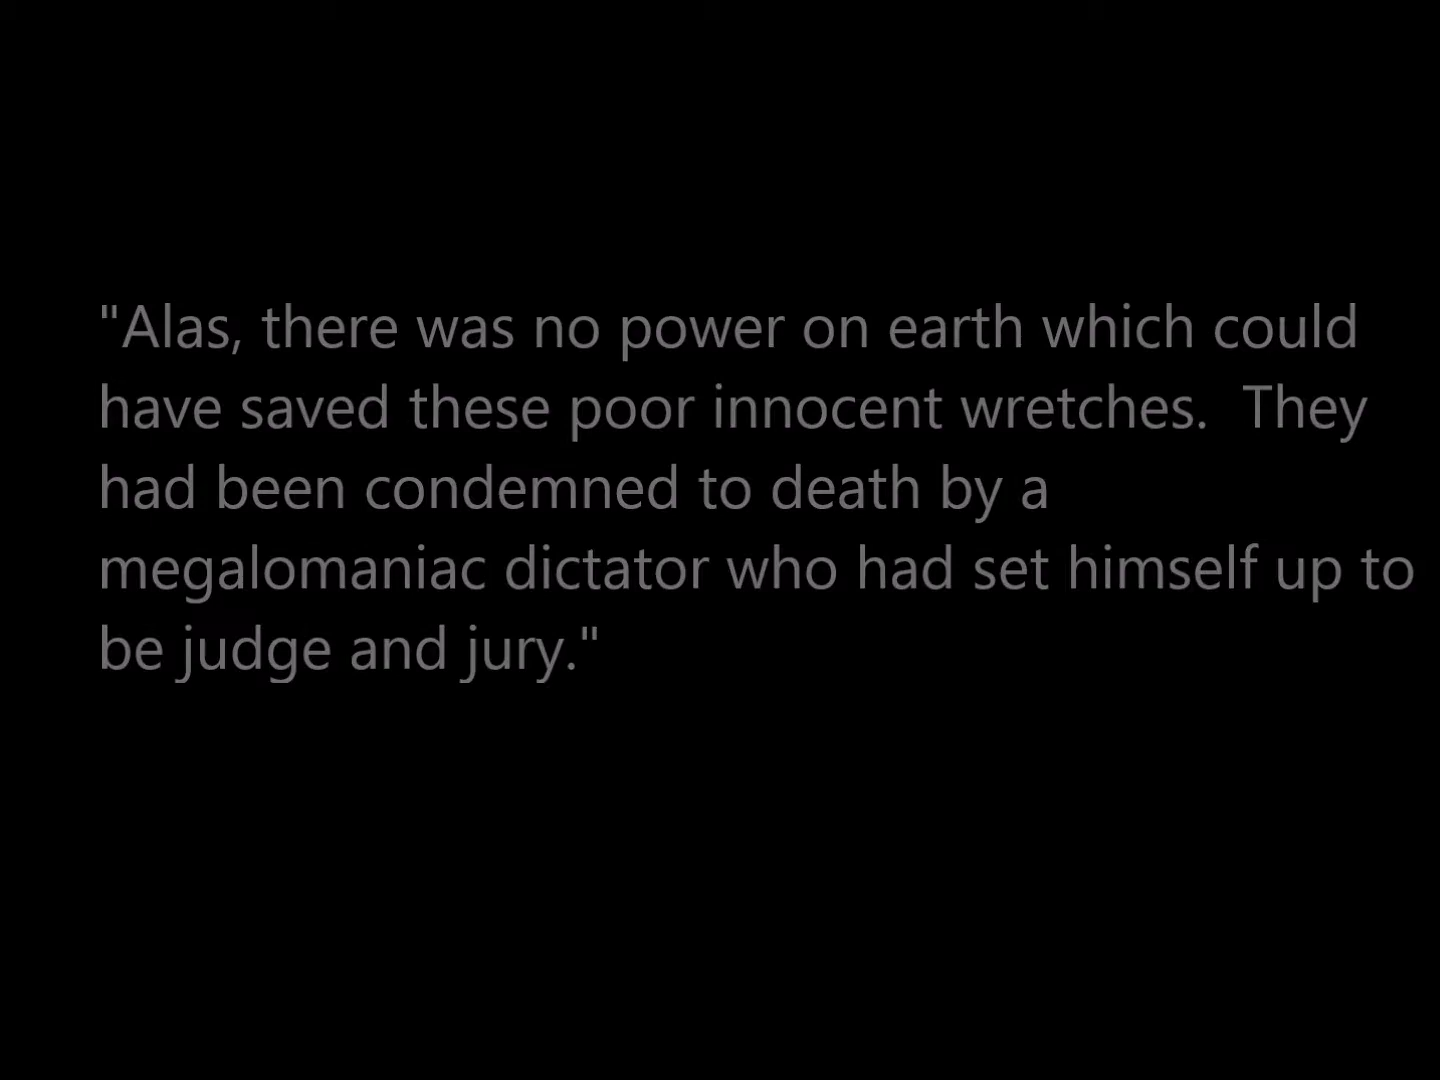 "Alas, there was no power on earth which could
have saved these poor innocent wretches.  They
had been condemned to death by a
megalomaniac dictator who had set himself up to
be judge and jury."